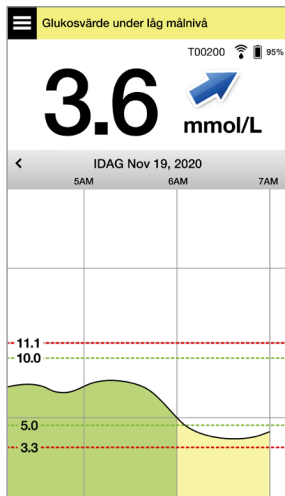 Glukosvärde under låg målnivå
T00200 95%
3.6
mmol/L
< IDAG Nov 19, 2020
5AM 6AM 7AM
11.1
10.0
5.0
3.3